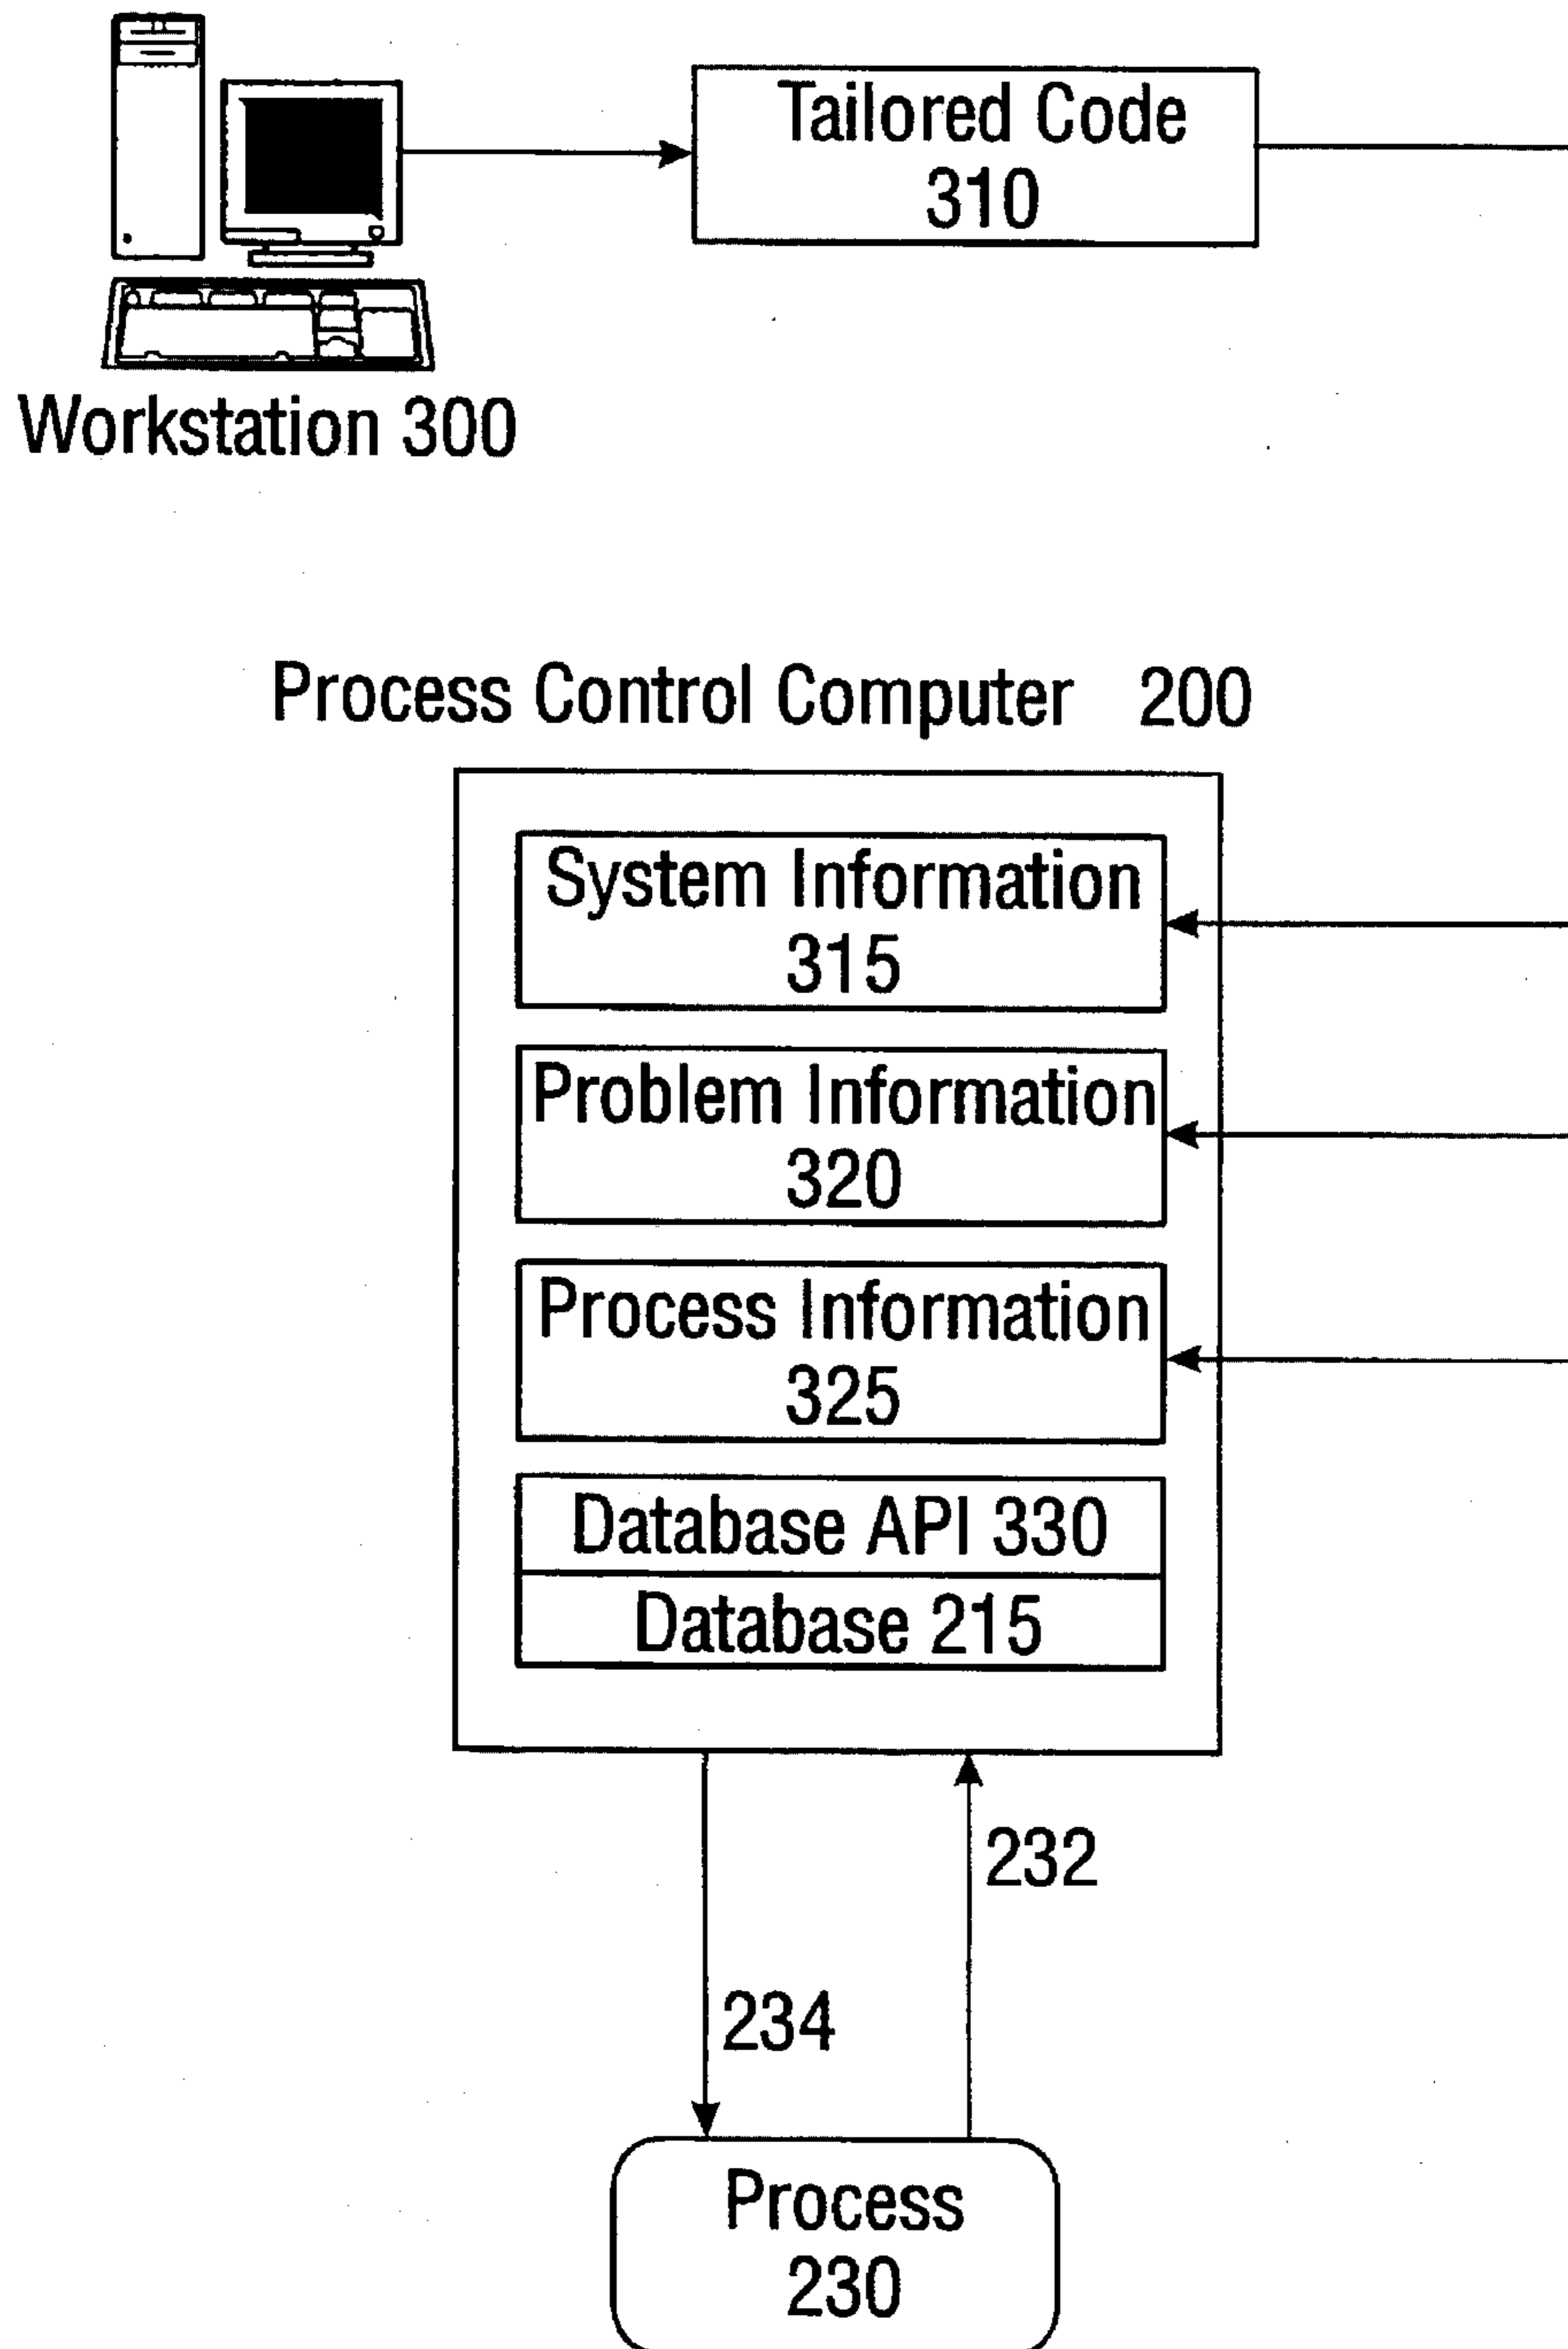 Tailored Code
310
Workstation 300
Process Control Computer 200
System Information
315
Problem Information
320
Process Information
325
Database API 330
Database 215
232
234
Process
230